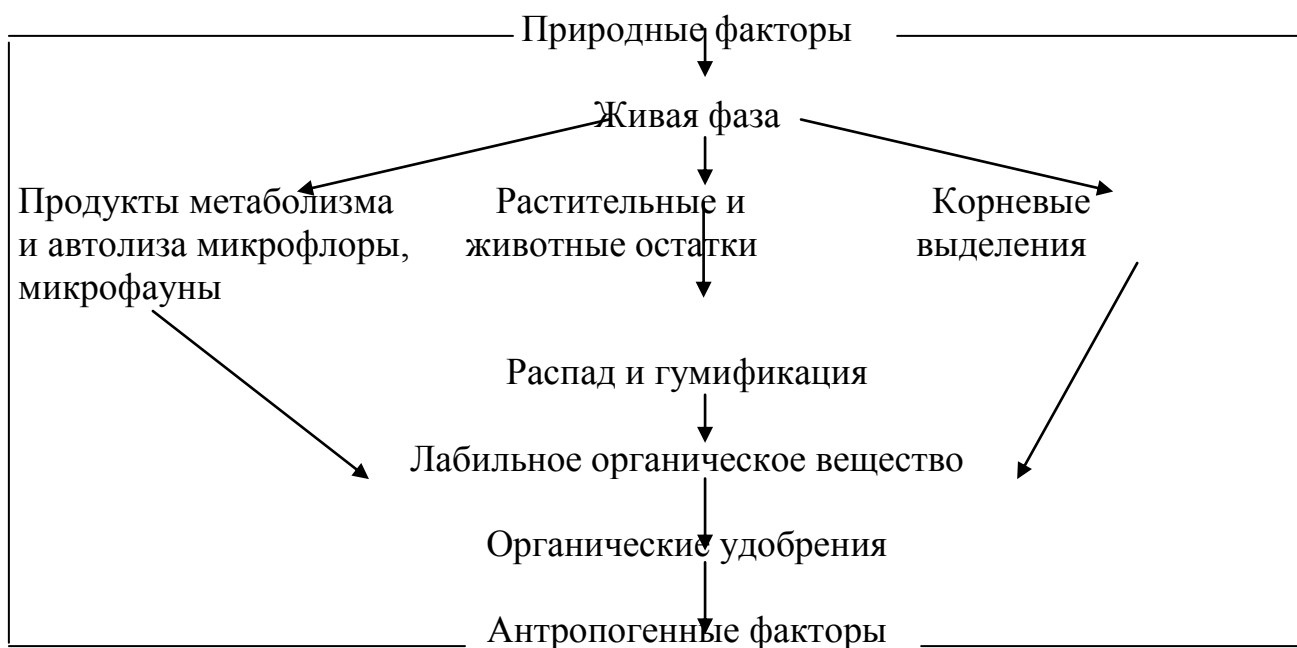 Природные факторы
Живая фаза
Продукты метаболизма
и автолиза микрофлоры,
микрофауны
Растительные и
животные остатки
Корневые
выделения
Распад и гумификация
Лабильное органическое вещество
Органические удобрения
Антропогенные факторы